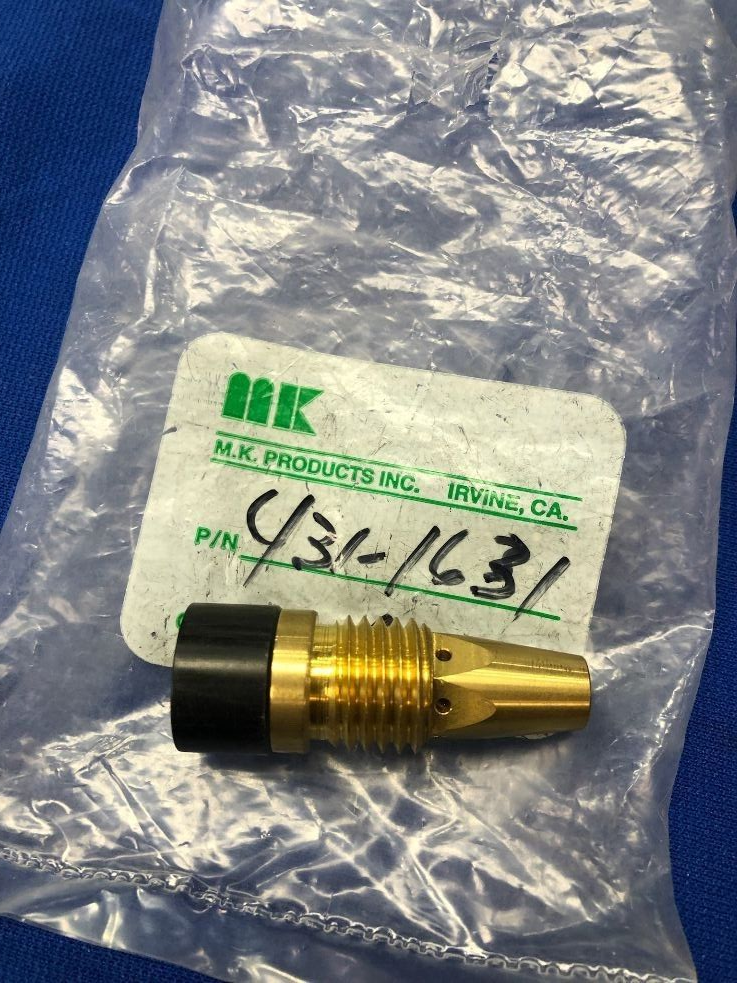 MK
M.K. PRODUCTS INC. IRVINE, CA.
P/N 431-1631